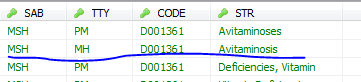 SAB TTY CODE STR
MSH PM D001361 Avitaminoses
MSH MH D001361 Avitaminosis
MSH PM D001361 Deficiencies, Vitamin